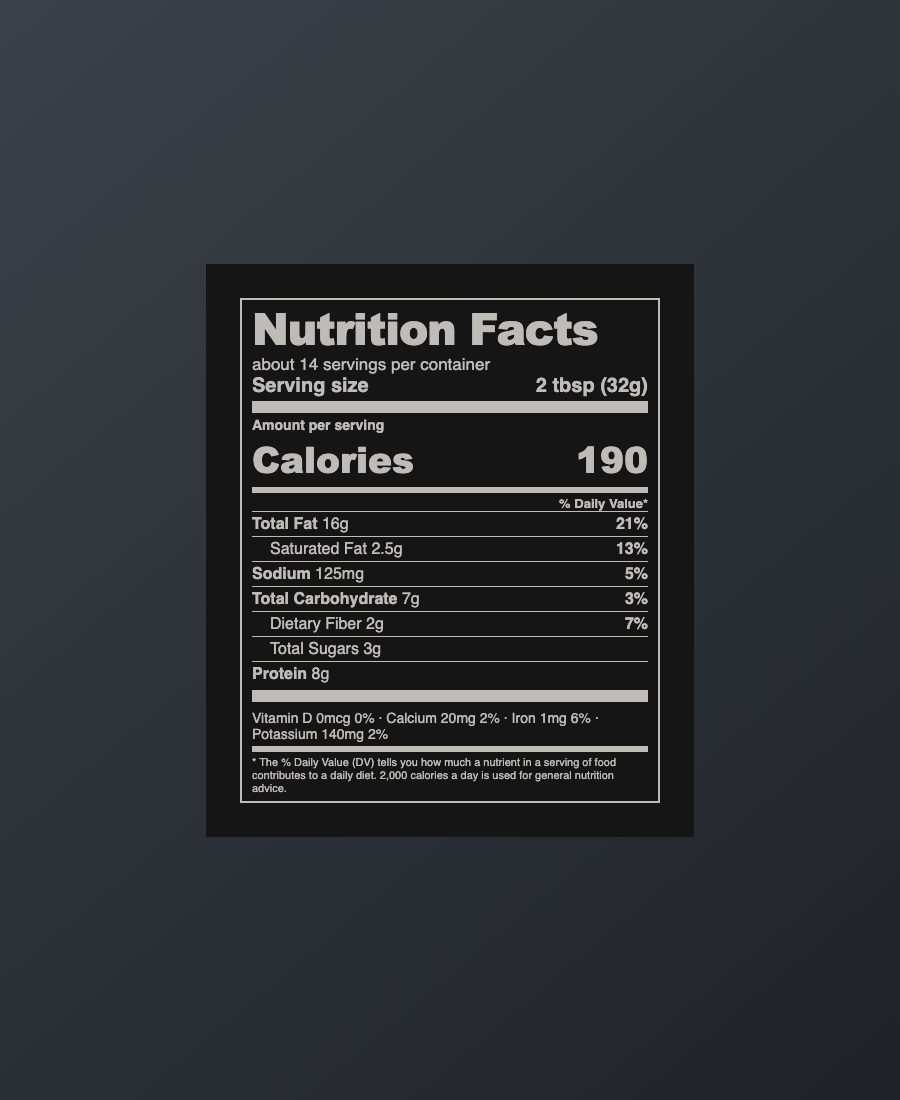 Nutrition Facts
about 14 servings per container
Serving size 2 tbsp (32g)
Amount per serving
Calories 190
% Daily Value*
Total Fat 16g 21%
Saturated Fat 2.5g 13%
Sodium 125mg 5%
Total Carbohydrate 7g 3%
Dietary Fiber 2g 7%
Total Sugars 3g
Protein 8g
Vitamin D 0mcg 0% · Calcium 20mg 2% · Iron 1mg 6% ·
Potassium 140mg 2%
* The % Daily Value (DV) tells you how much a nutrient in a serving of food
contributes to a daily diet. 2,000 calories a day is used for general nutrition
advice.